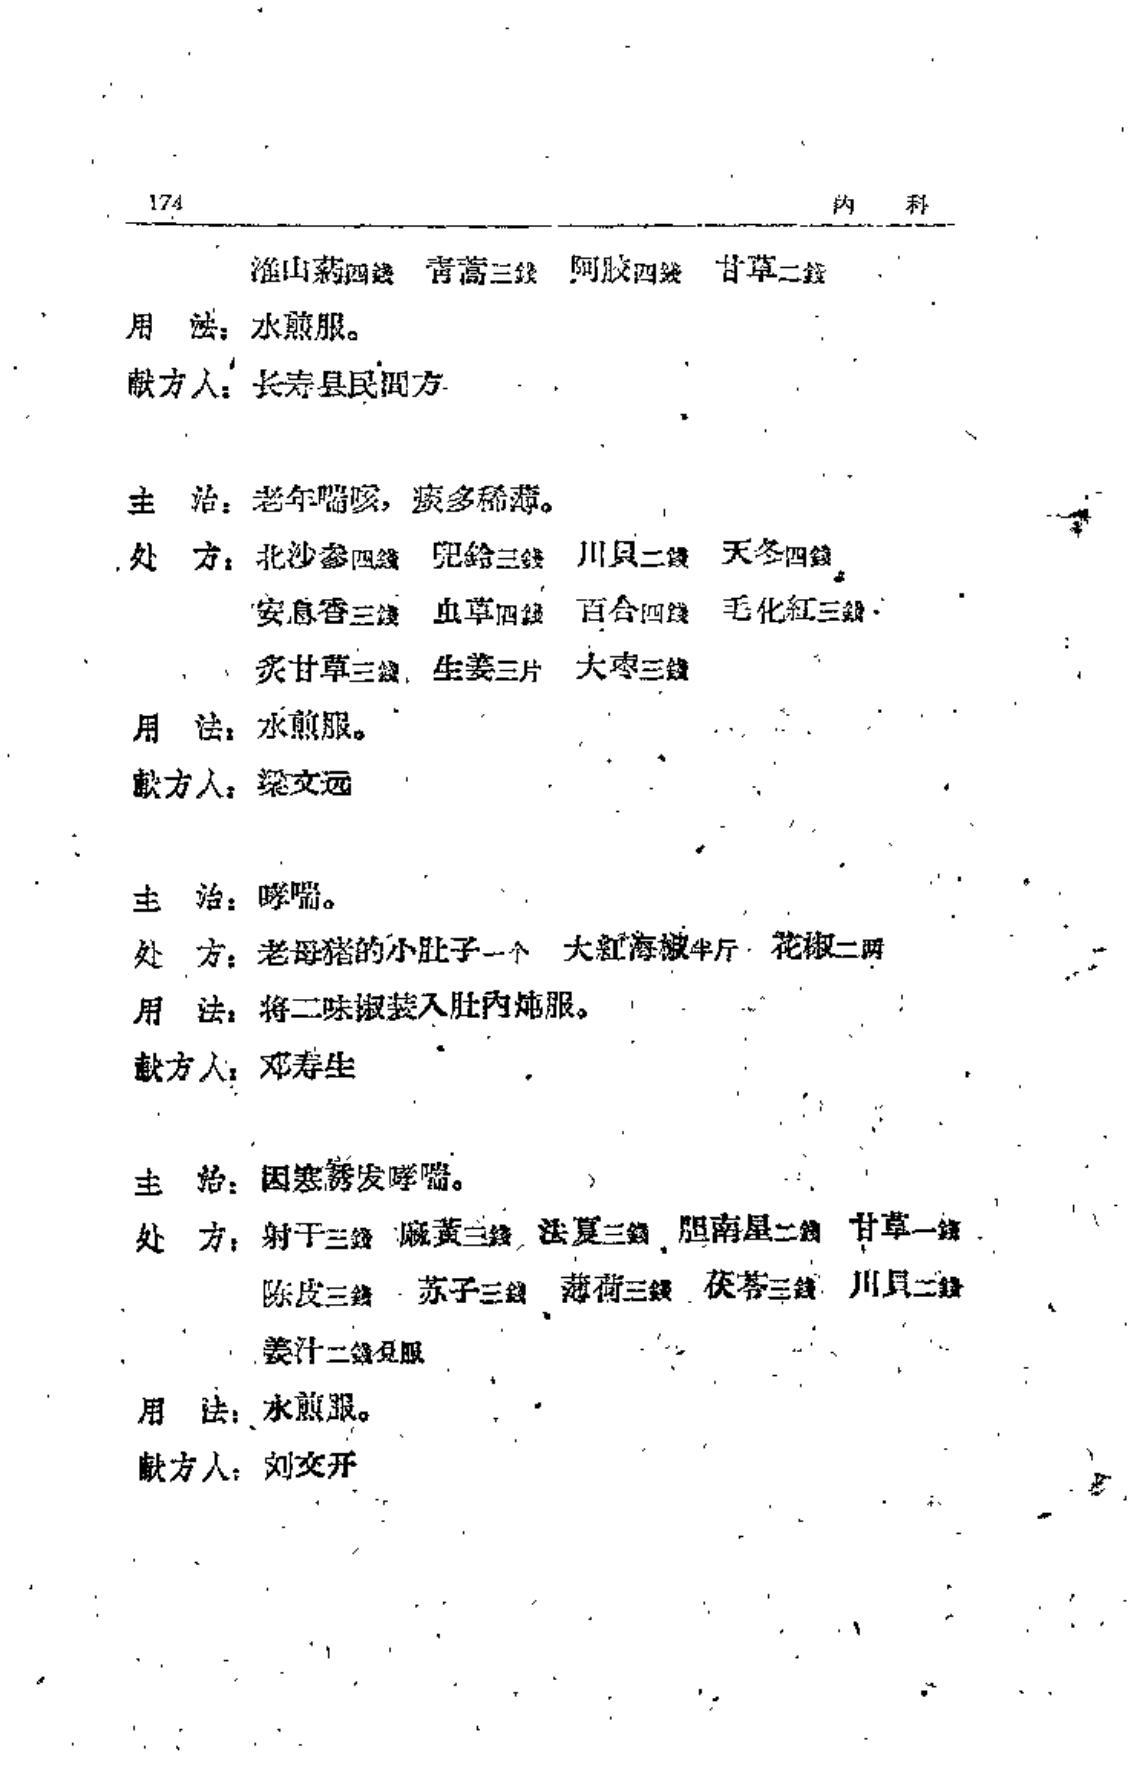 174 內 科
淮山药四錢 青蒿三錢 阿胶四錢 甘草二錢
用 法：水煎服。
献方人：长寿县民間方
主 治：老年喘咳，痰多稀薄。
处 方：北沙参四錢 兜鈴三錢 川貝二錢 天冬四錢
安息香三錢 虫草四錢 百合四錢 毛化紅三錢
炙甘草三錢 生姜三片 大枣三錢
用 法：水煎服。
献方人：梁文远
主 治：哮喘。
处 方：老母猪的小肚子一个 大紅海椒半斤 花椒二两
用 法：将二味椒装入肚內炖服。
献方人：邓寿生
主 治：因寒誘发哮喘。
处 方：射干三錢 麻黃三錢 法夏三錢 胆南星二錢 甘草一錢
陈皮三錢 苏子三錢 薄荷三錢 茯苓三錢 川貝二錢
姜汁二錢兑服
用 法：水煎服。
献方人：刘文开